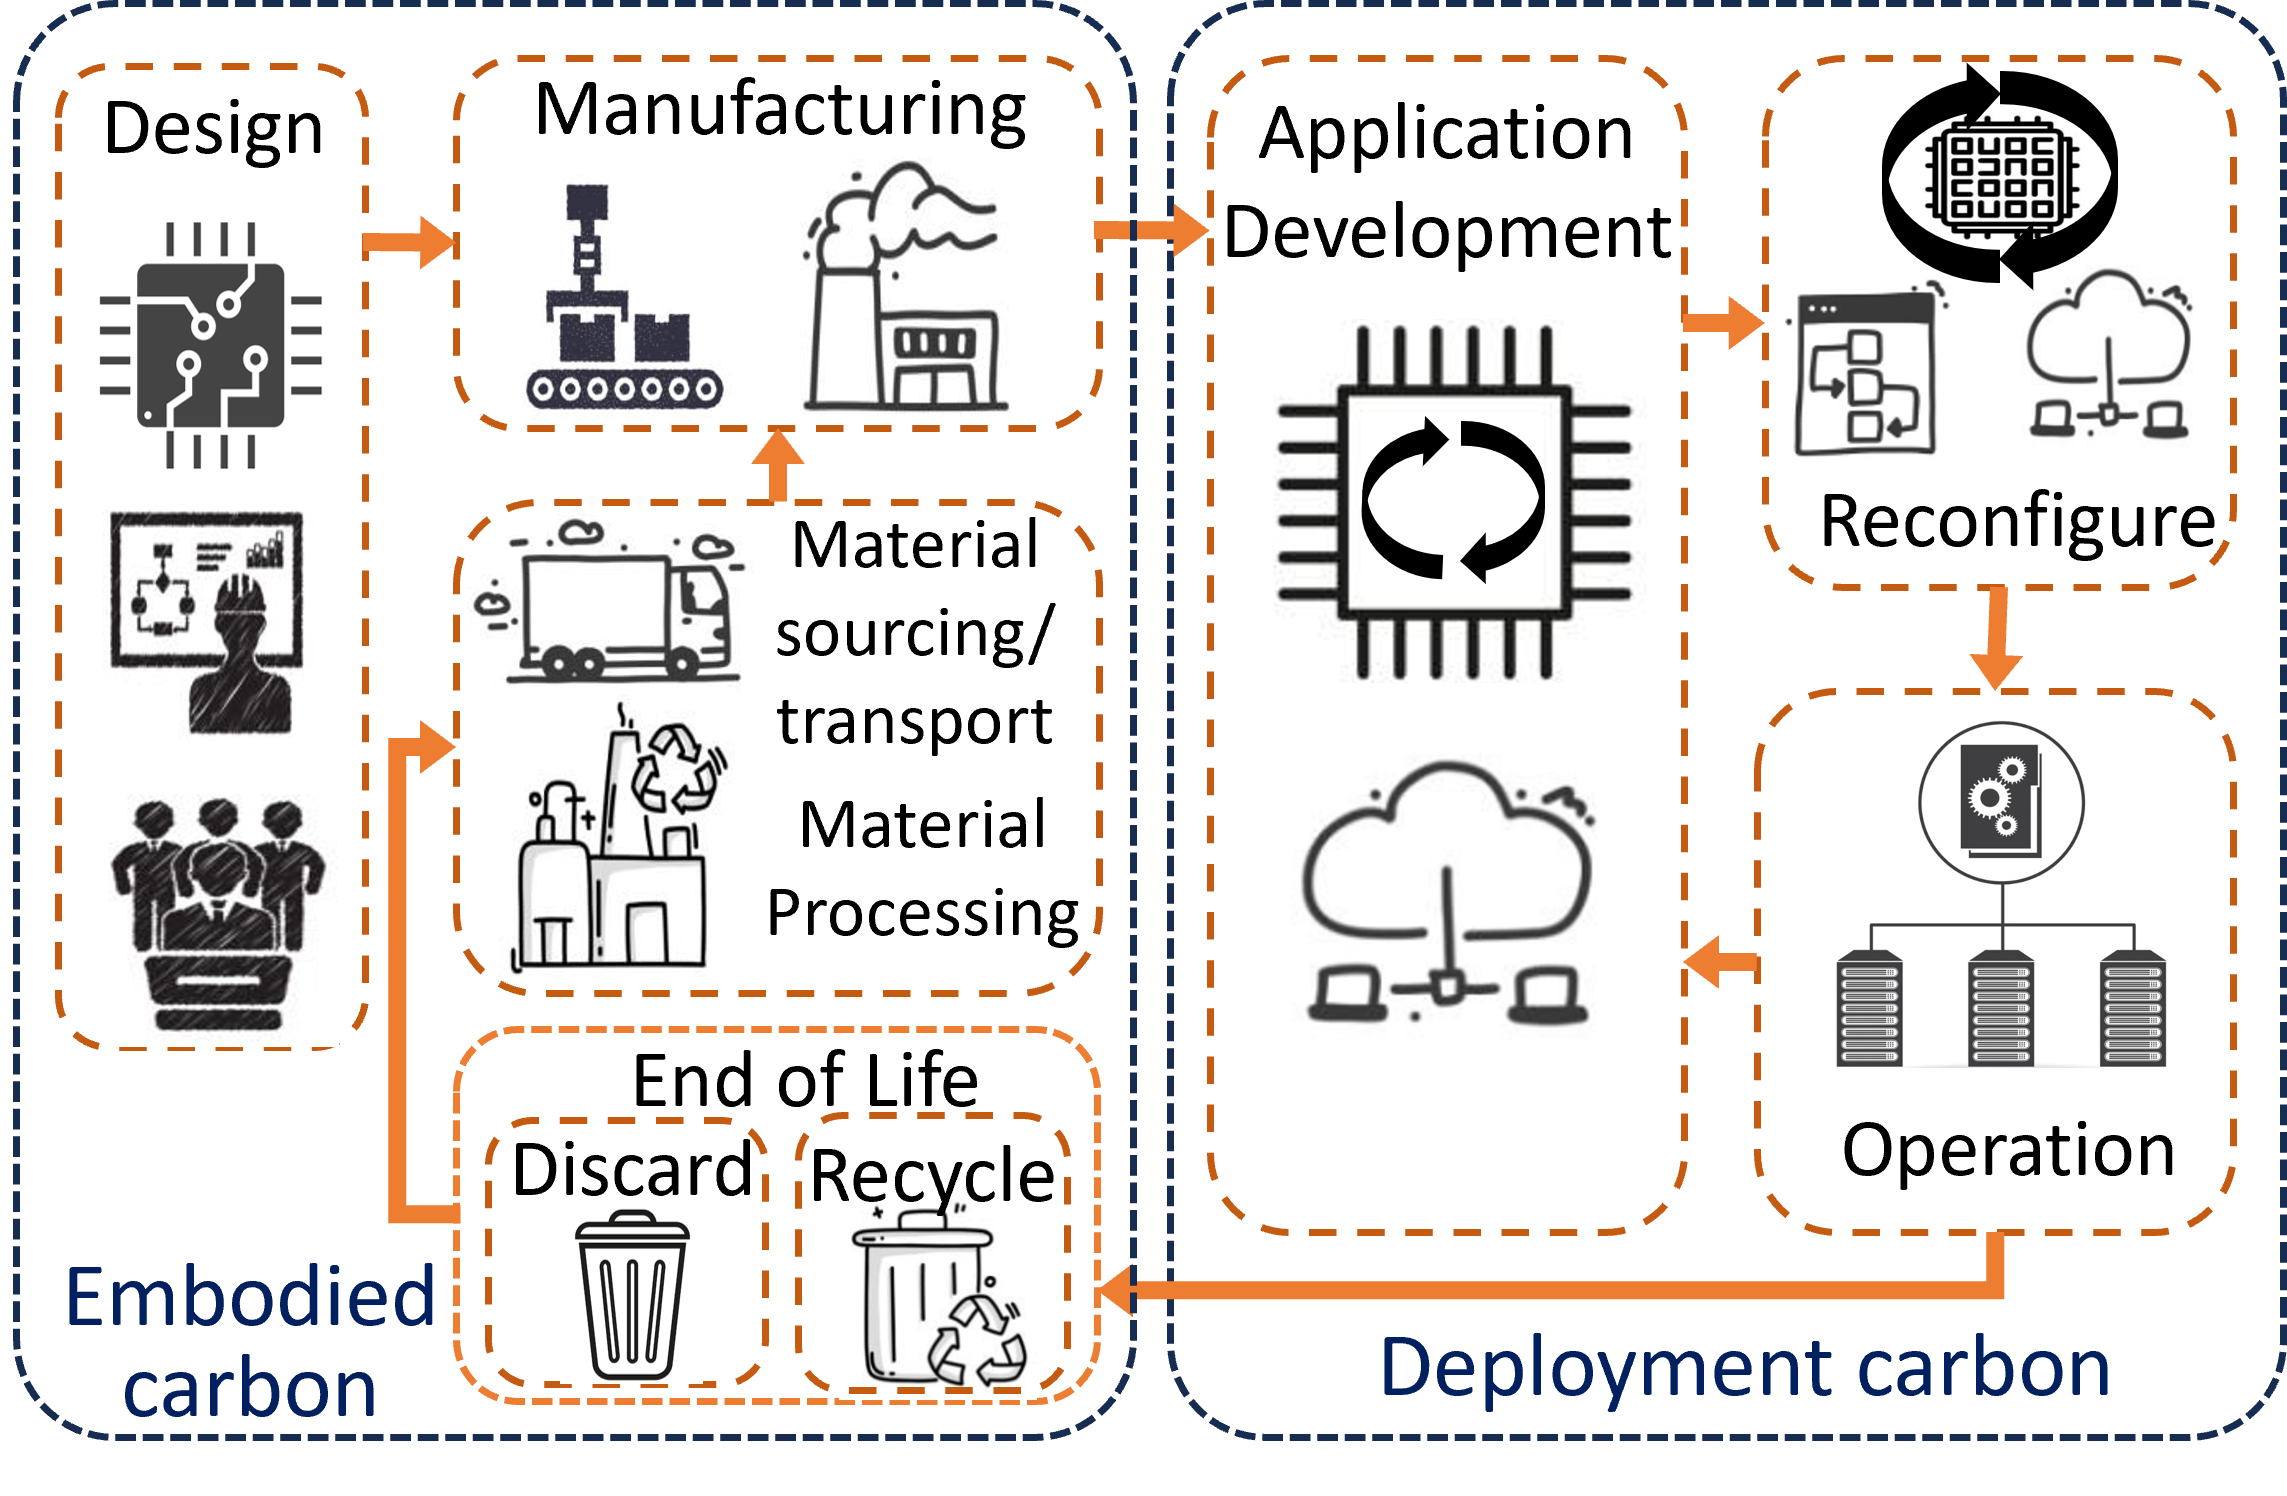 Design
Manufacturing
Material
sourcing/
transport
Material
Processing
End of Life
Discard
Recycle
Embodied
carbon
Application
Development
Reconfigure
Operation
Deployment carbon